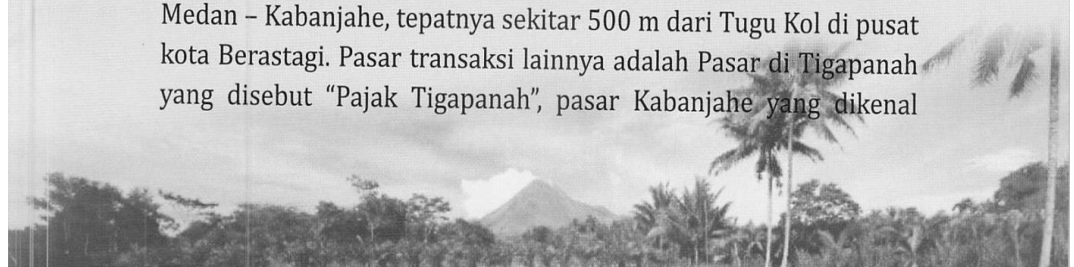 Medan – Kabanjahe, tepatnya sekitar 500 m dari Tugu Kol di pusat
kota Berastagi. Pasar transaksi lainnya adalah Pasar di Tigapanah
yang disebut “Pajak Tigapanah”, pasar Kabanjahe yang dikenal